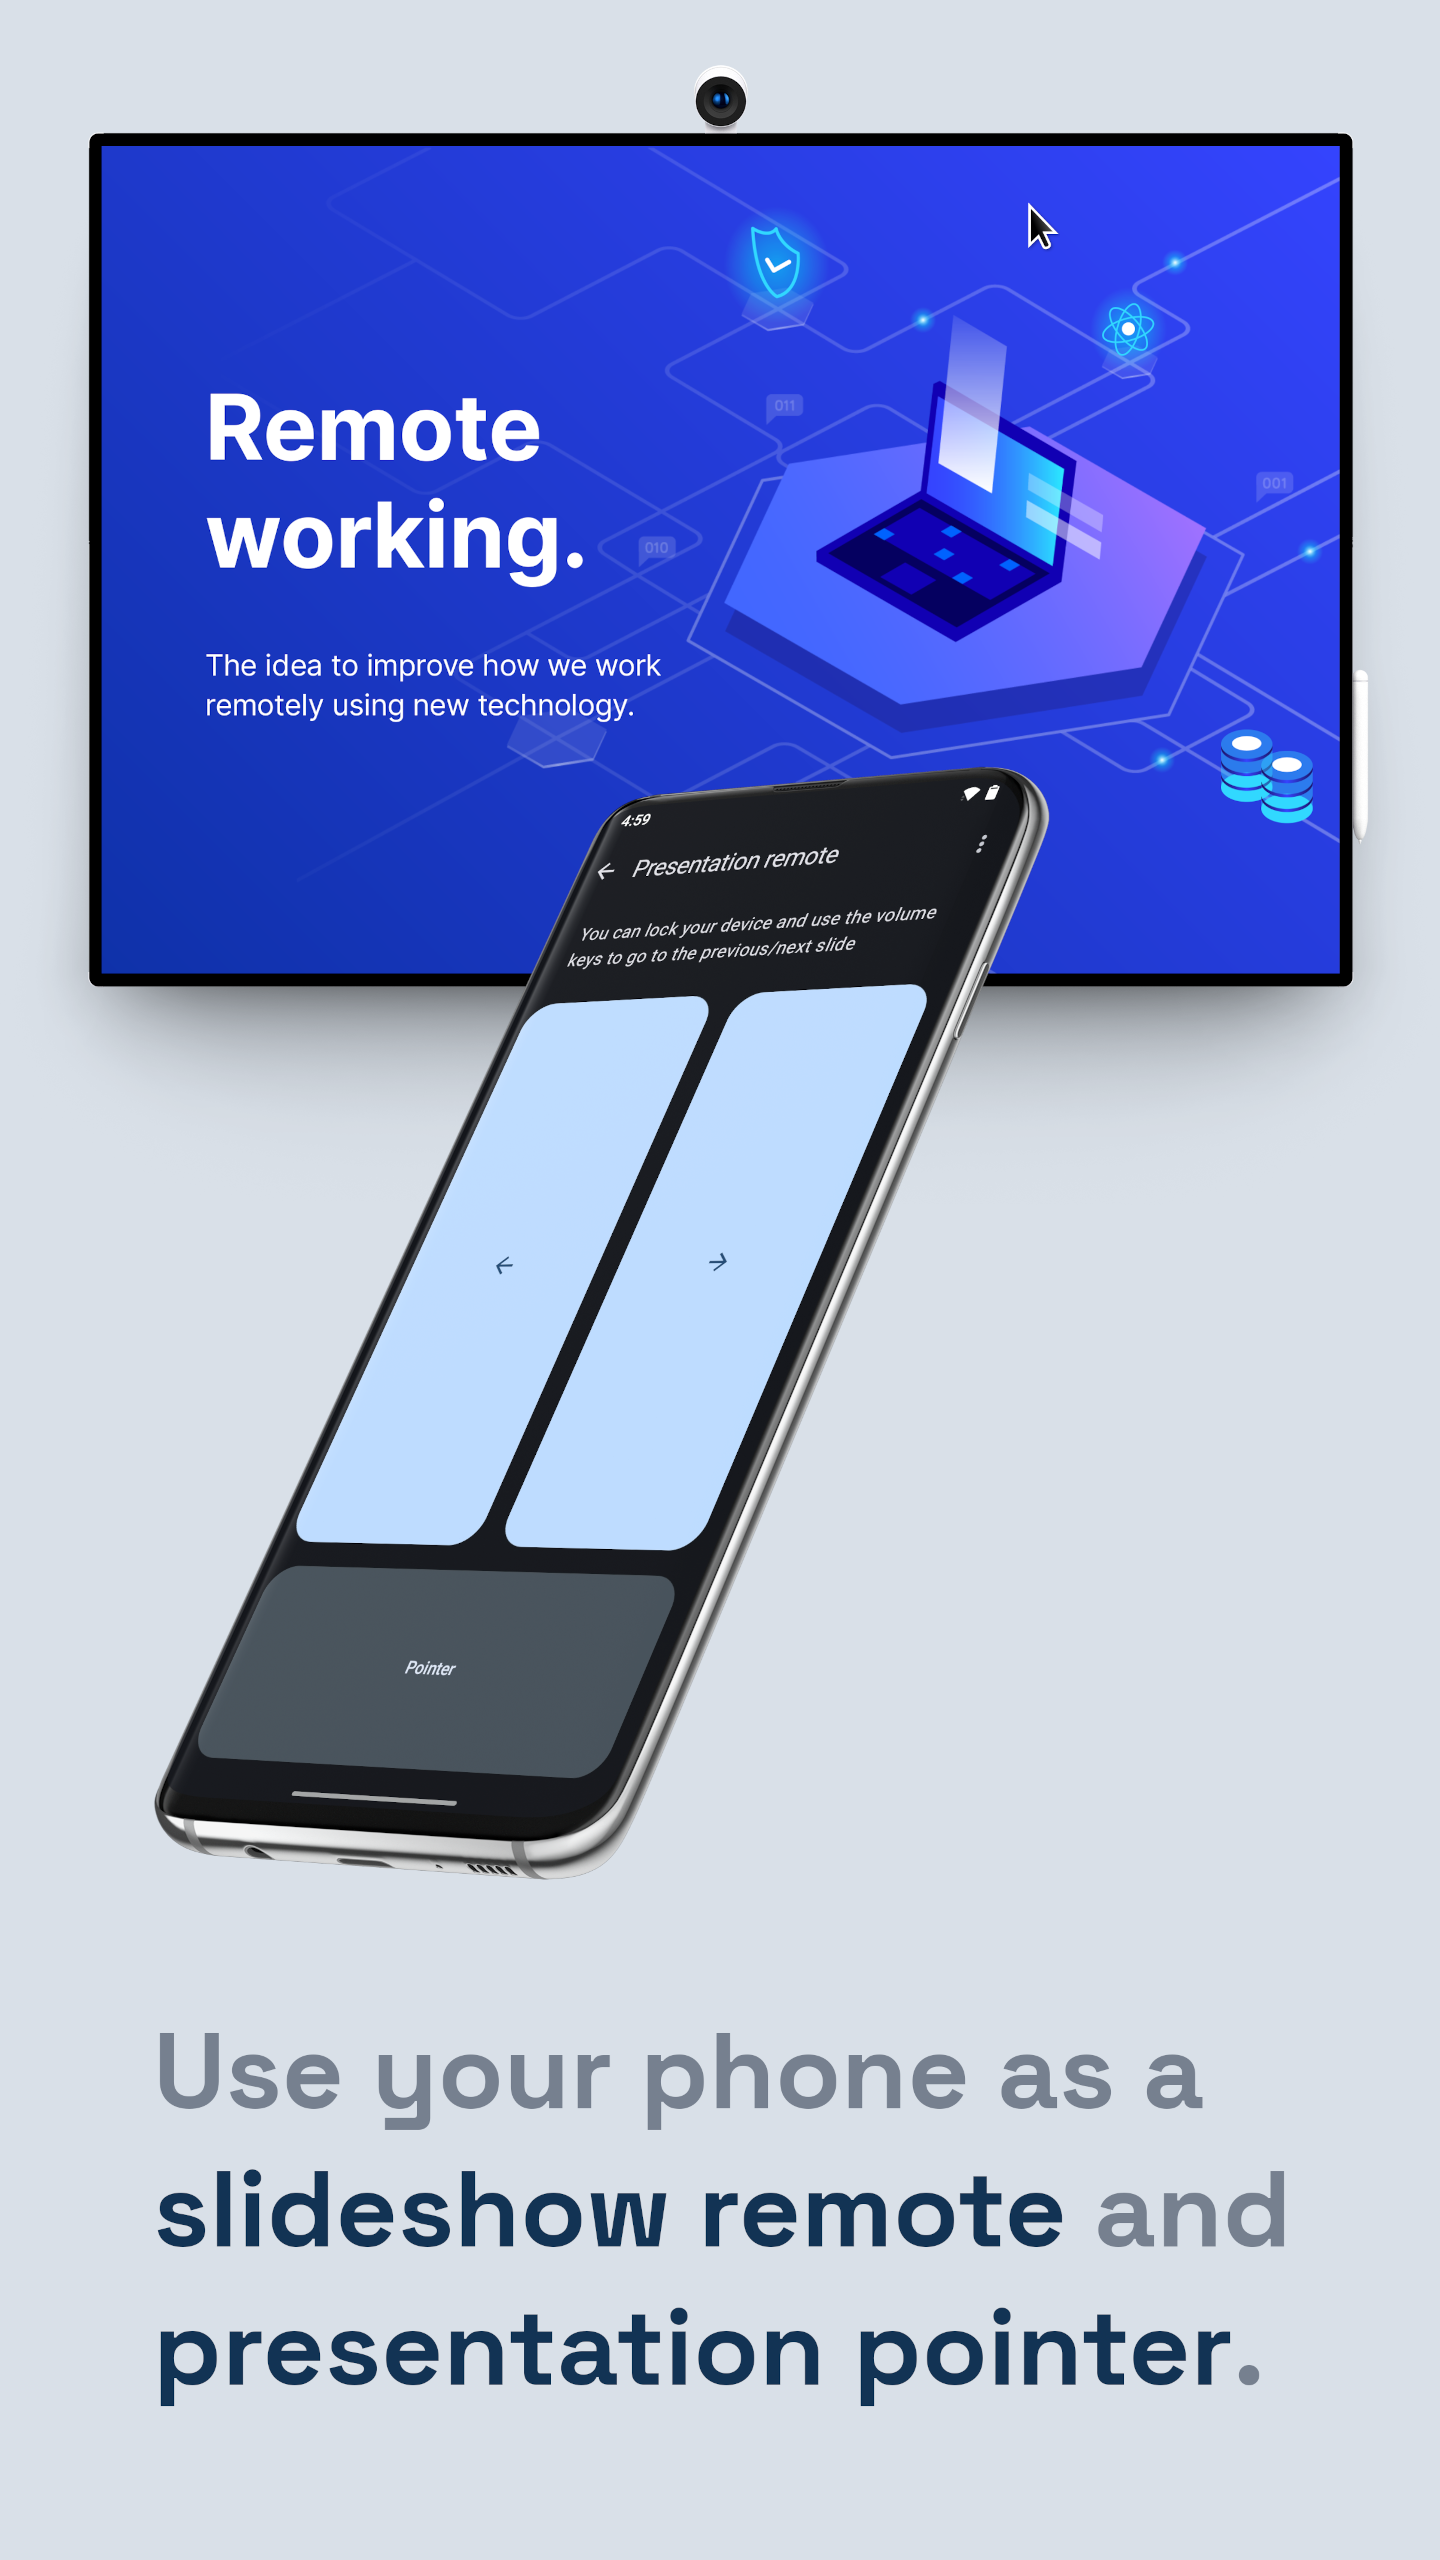 011
001
010
Remote
working.
The idea to improve how we work
remotely using new technology.
4:59
Presentation remote
You can lock your device and use the volume
keys to go to the previous/next slide
Pointer
Use your phone as a
slideshow remote and
presentation pointer.